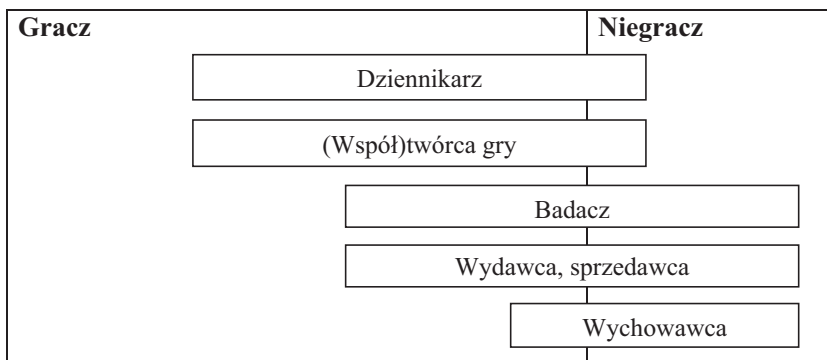 Gracz
Niegracz
Dziennikarz
(Współ)twórca gry
Badacz
Wydawca, sprzedawca
Wychowawca